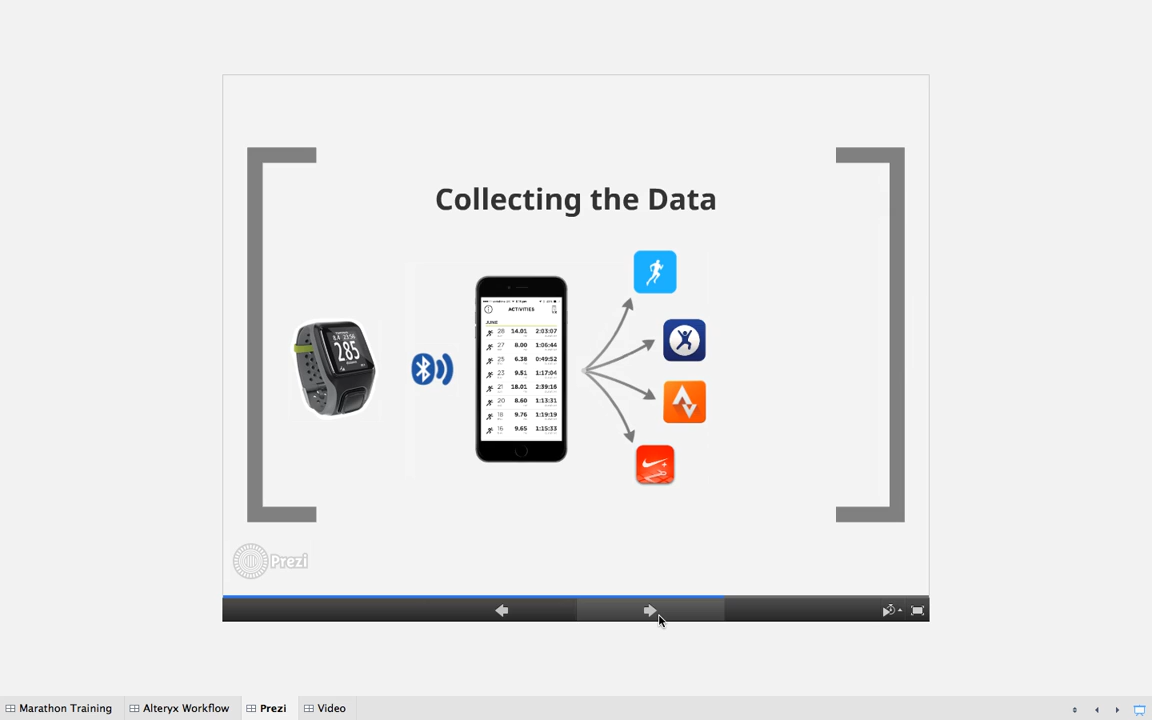 Collecting the Data
ACTIVITIES
JUNE
28 14.01 2:03:07
27 8.00 1:06:44
25 6.38 0:49:52
23 9.51 1:17:04
21 18.01 2:39:16
20 8.60 1:13:31
18 9.76 1:19:19
16 9.65 1:15:33
285
Prezi
Marathon Training Alteryx Workflow Prezi Video